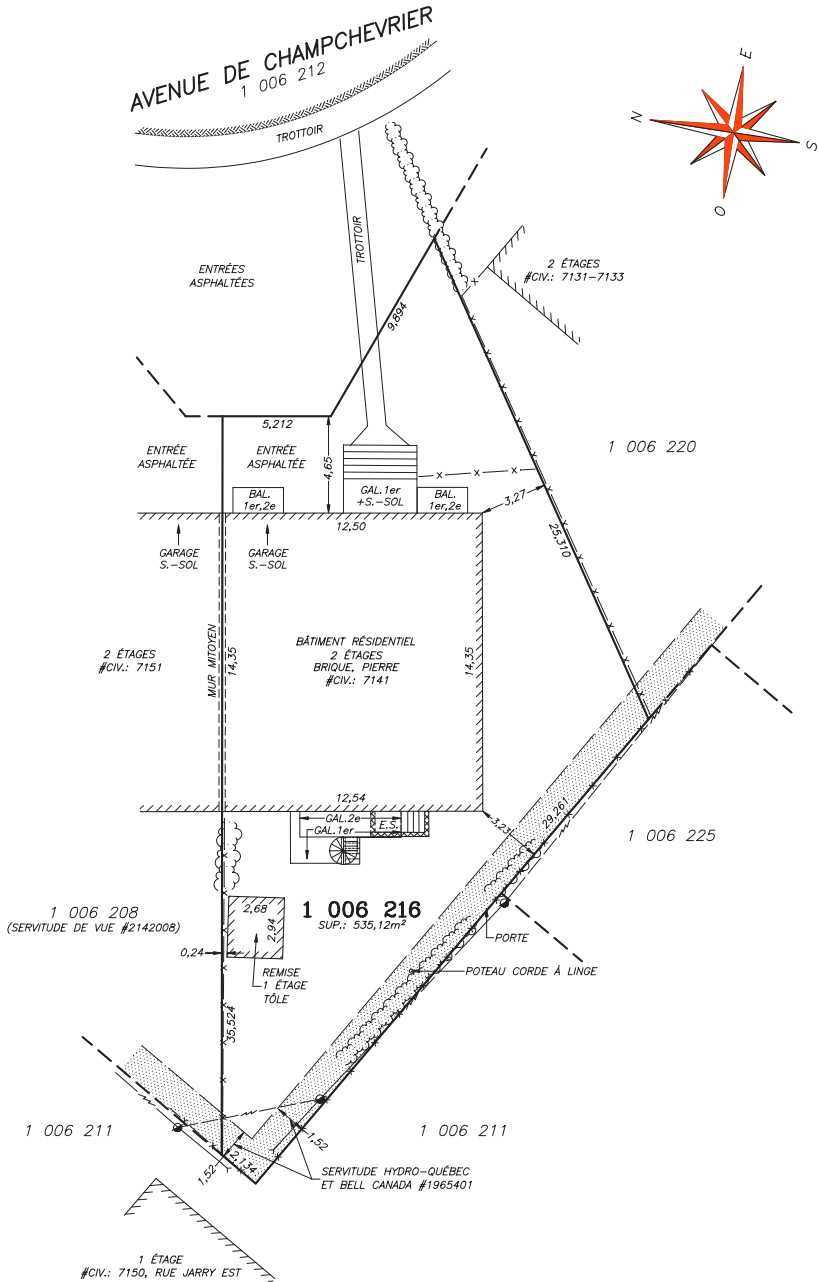 AVENUE DE CHAMPCHEVRIER
1 006 212
TROTTOIR
E
N
S
O
TROTTOIR
ENTRÉES
ASPHALTÉES
2 ÉTAGES
#CIV.: 7131-7133
9,894
5,212
ENTRÉE
ASPHALTÉE
ENTRÉE
ASPHALTÉE
4,65
1 006 220
BAL.
1er,2e
GAL.1er
+S.-SOL
BAL.
1er,2e
3,27
12,50
25,310
GARAGE
S.-SOL
GARAGE
S.-SOL
2 ÉTAGES
#CIV.: 7151
MUR MITOYEN
14,35
BÂTIMENT RÉSIDENTIEL
2 ÉTAGES
BRIQUE, PIERRE
#CIV.: 7141
14,35
12,54
GAL.2e
GAL.1er
E.S.
3,23
29,261
1 006 225
1 006 208
(SERVITUDE DE VUE #2142008)
2,68
2,94
1 006 216
SUP.: 535,12m²
PORTE
0,24
REMISE
1 ÉTAGE
TÔLE
POTEAU CORDE À LINGE
35,524
1 006 211
1 006 211
1,52
1,52
2,134
SERVITUDE HYDRO-QUÉBEC
ET BELL CANADA #1965401
1 ÉTAGE
#CIV.: 7150, RUE JARRY EST